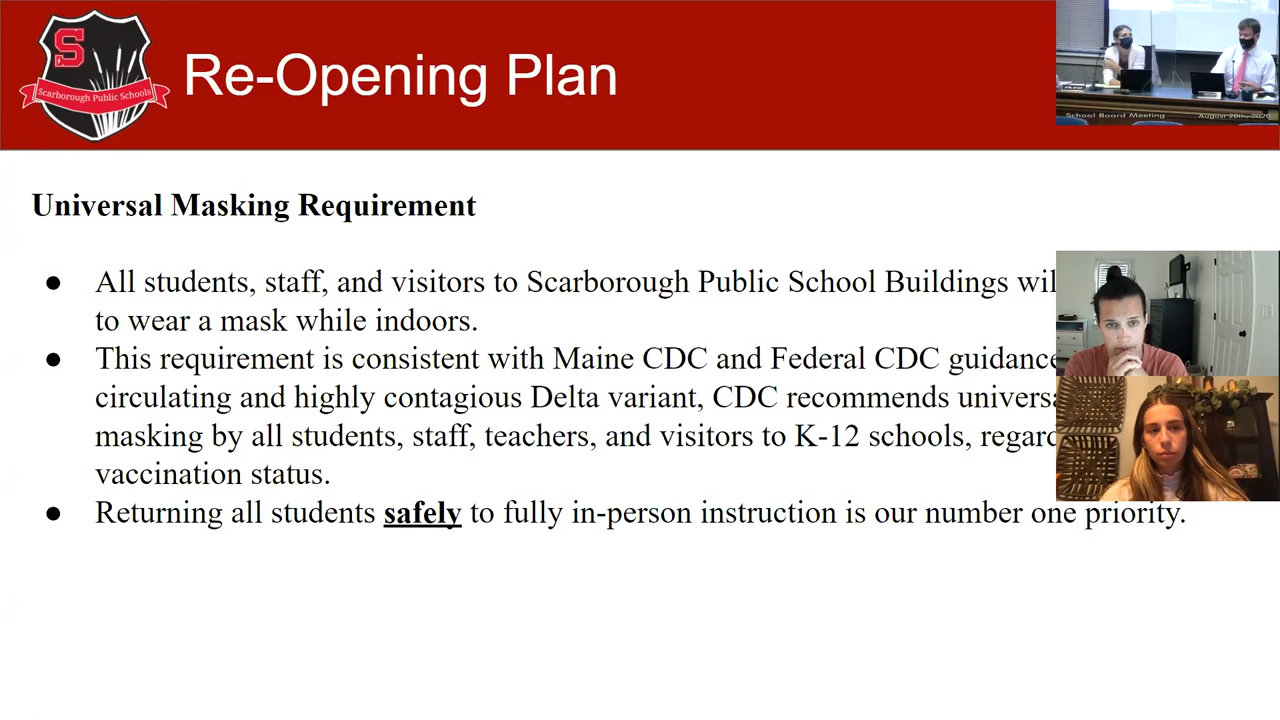 S
Scarborough Public Schools
Re-Opening Plan
School Board Meeting
August 20th, 2020
Universal Masking Requirement
● All students, staff, and visitors to Scarborough Public School Buildings wil
to wear a mask while indoors.
● This requirement is consistent with Maine CDC and Federal CDC guidance
circulating and highly contagious Delta variant, CDC recommends universa
masking by all students, staff, teachers, and visitors to K-12 schools, regard
vaccination status.
● Returning all students safely to fully in-person instruction is our number one priority.